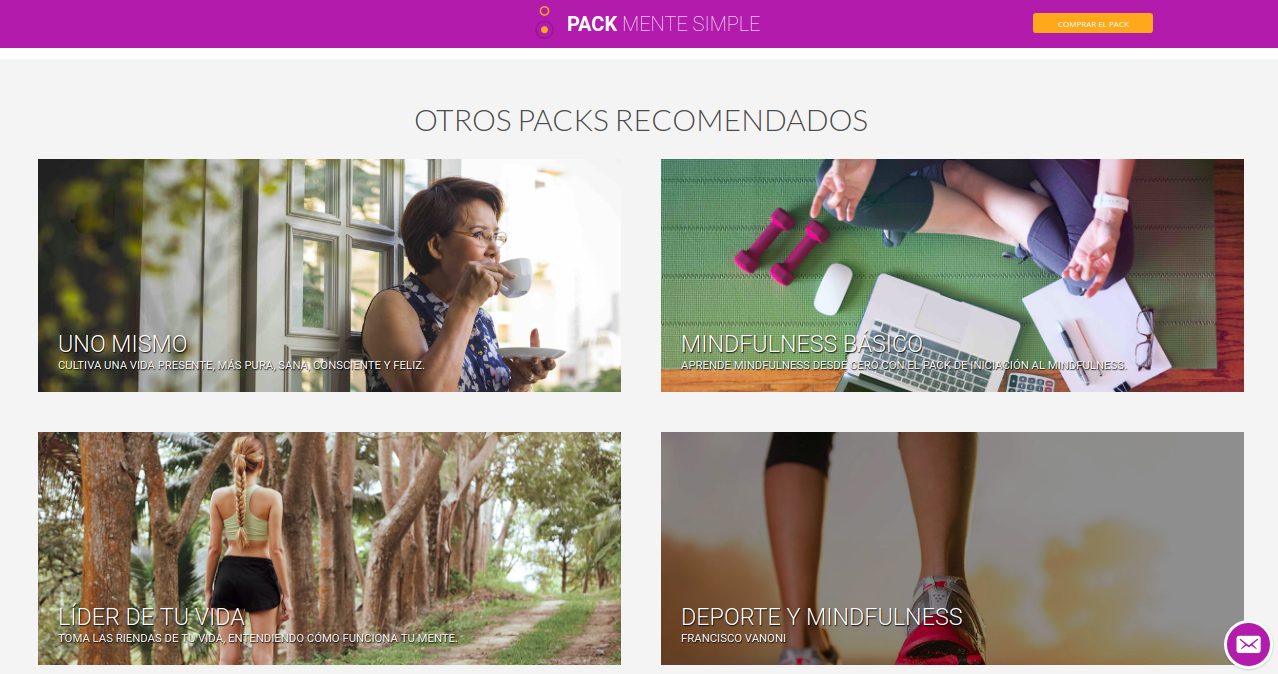 PACK MENTE SIMPLE
COMPRAR EL PACK
OTROS PACKS RECOMENDADOS
UNO MISMO
CULTIVA UNA VIDA PRESENTE, MÁS PURA, SANA, CONSCIENTE Y FELIZ.
MINDFULNESS BÁSICO
APRENDE MINDFULNESS DESDE CERO CON EL PACK DE INICIACIÓN AL MINDFULNESS.
LÍDER DE TU VIDA
TOMA LAS RIENDAS DE TU VIDA, ENTENDIENDO CÓMO FUNCIONA TU MENTE.
DEPORTE Y MINDFULNESS
FRANCISCO VANONI